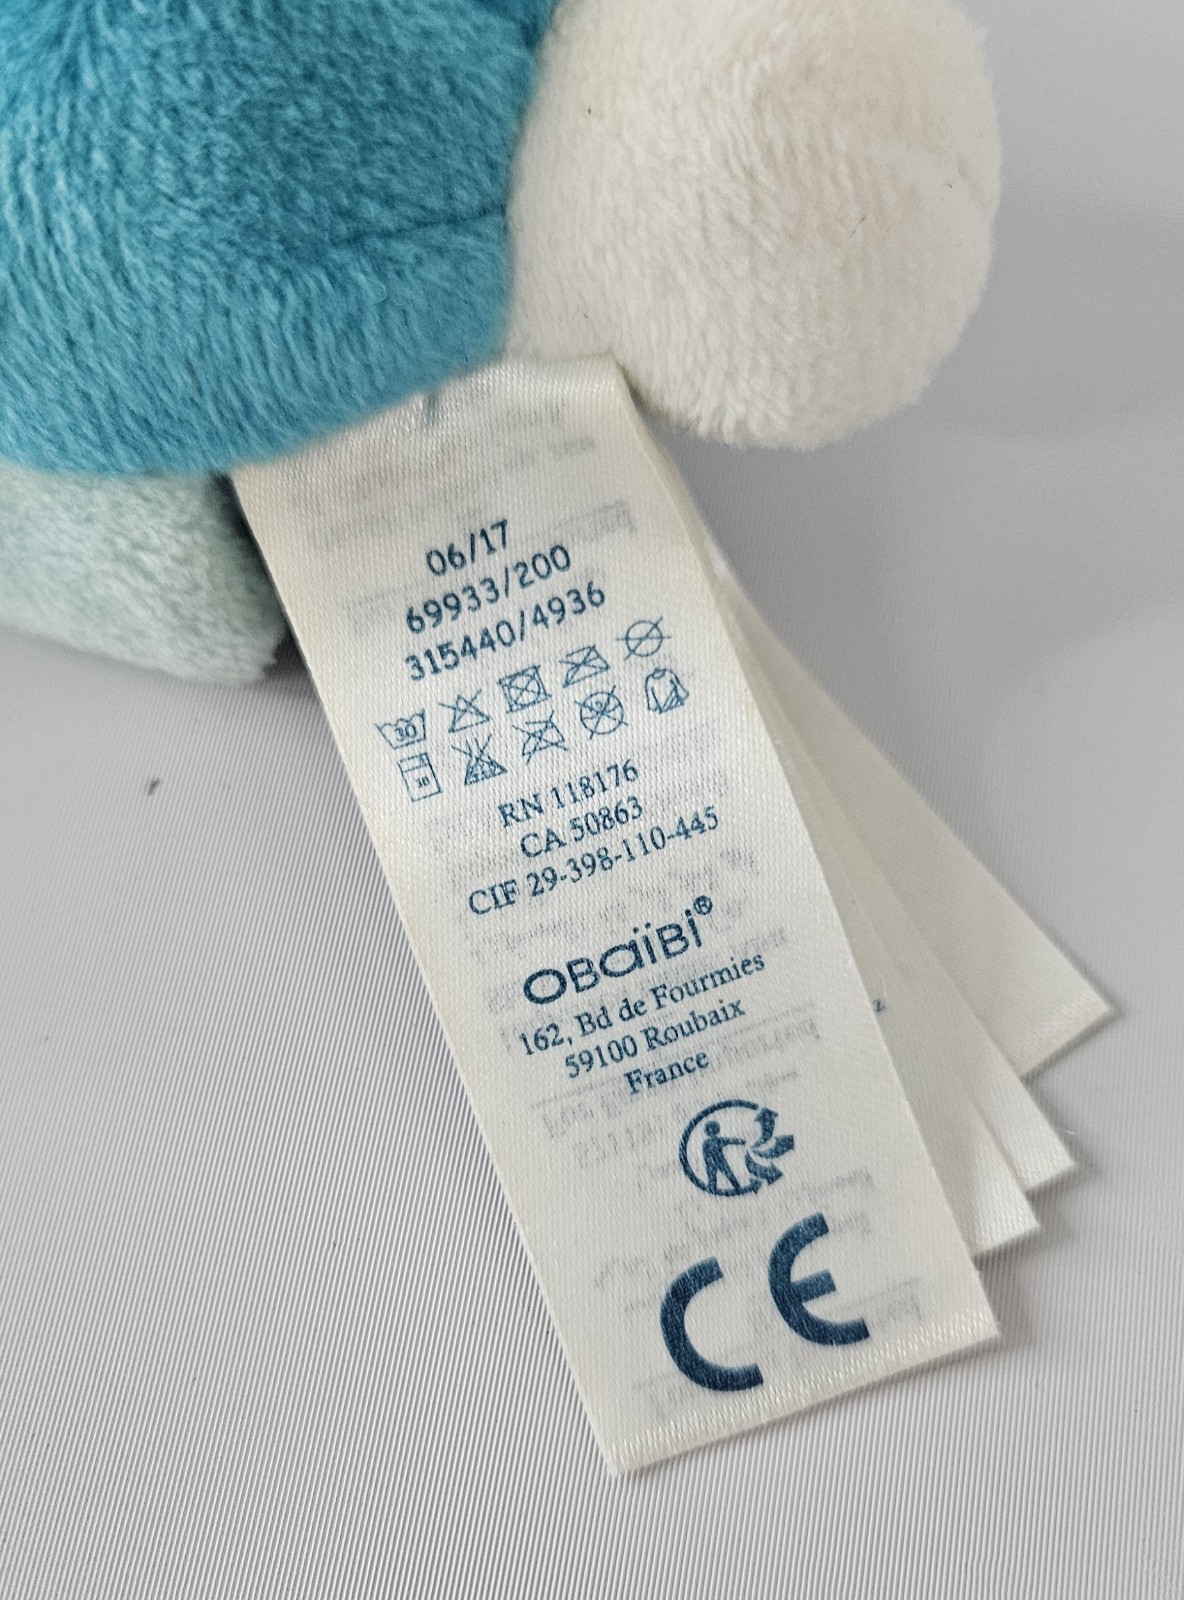 06/17
69933/200
315440/4936
30
30
RN 118176
CA 50863
CIF 29-398-110-445
OBaïBi®
162, Bd de Fourmies
59100 Roubaix
France
CE
z